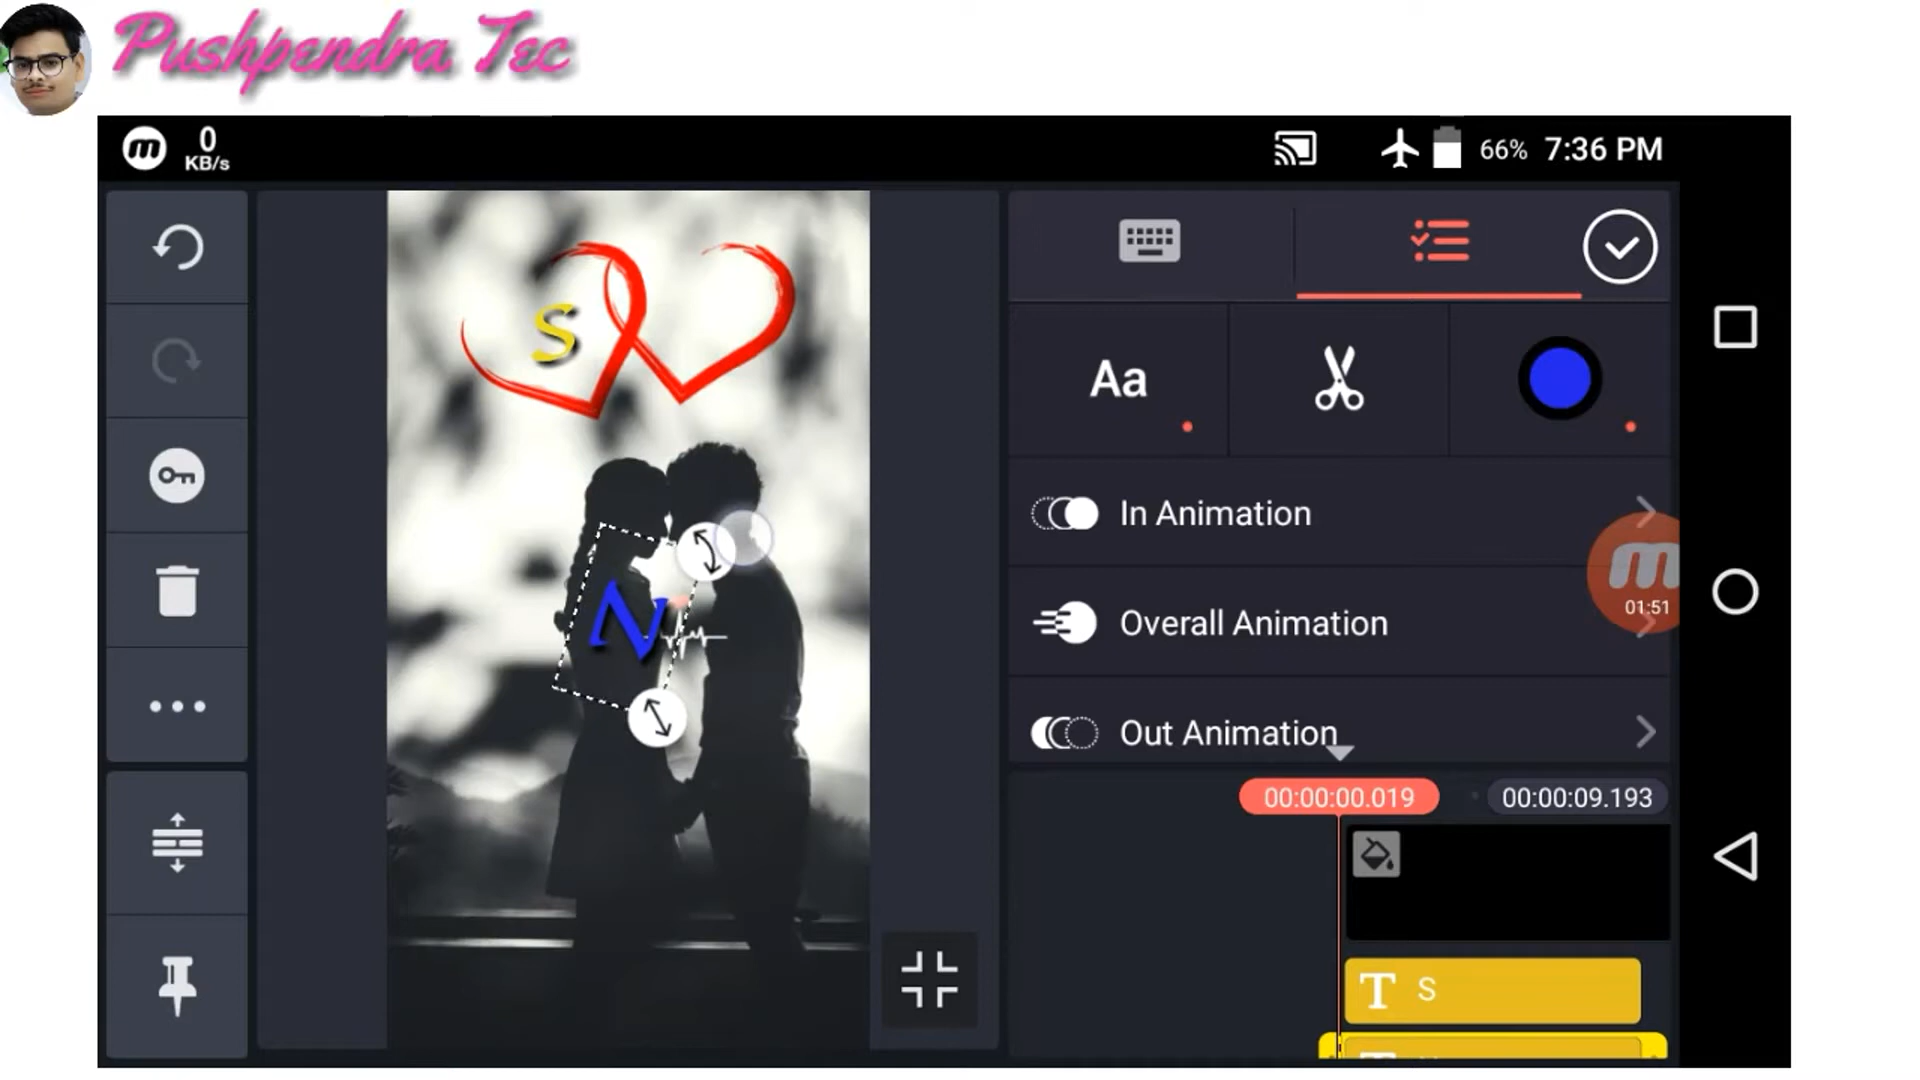 Pushpendra Tec
0
KB/s
66% 7:36 PM
S
N
Aa
In Animation
01:51
Overall Animation
Out Animation
00:00:00.019
00:00:09.193
T S